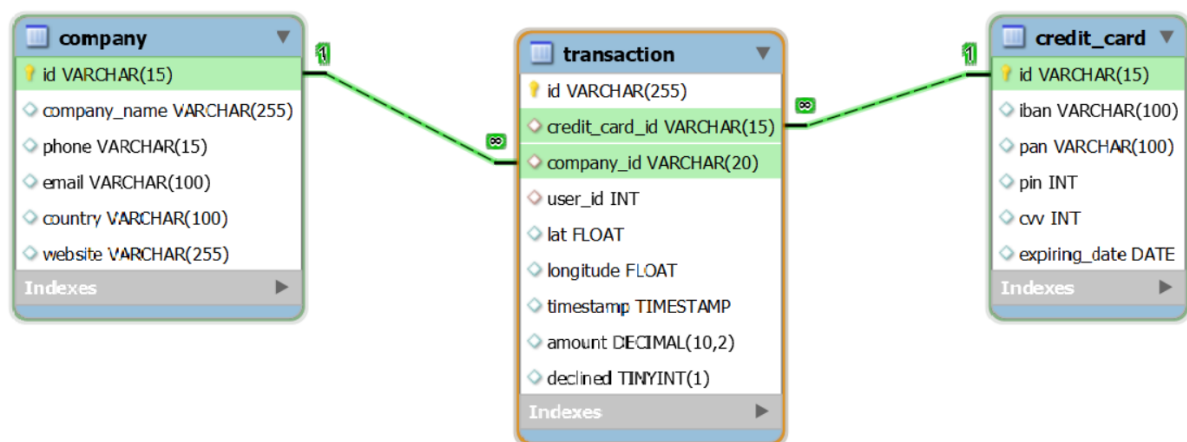 company
id VARCHAR(15)
company_name VARCHAR(255)
phone VARCHAR(15)
email VARCHAR(100)
country VARCHAR(100)
website VARCHAR(255)
Indexes
1
∞
transaction
id VARCHAR(255)
credit_card_id VARCHAR(15)
company_id VARCHAR(20)
user_id INT
lat FLOAT
longitude FLOAT
timestamp TIMESTAMP
amount DECIMAL(10,2)
declined TINYINT(1)
Indexes
∞
1
credit_card
id VARCHAR(15)
iban VARCHAR(100)
pan VARCHAR(100)
pin INT
cvv INT
expiring_date DATE
Indexes